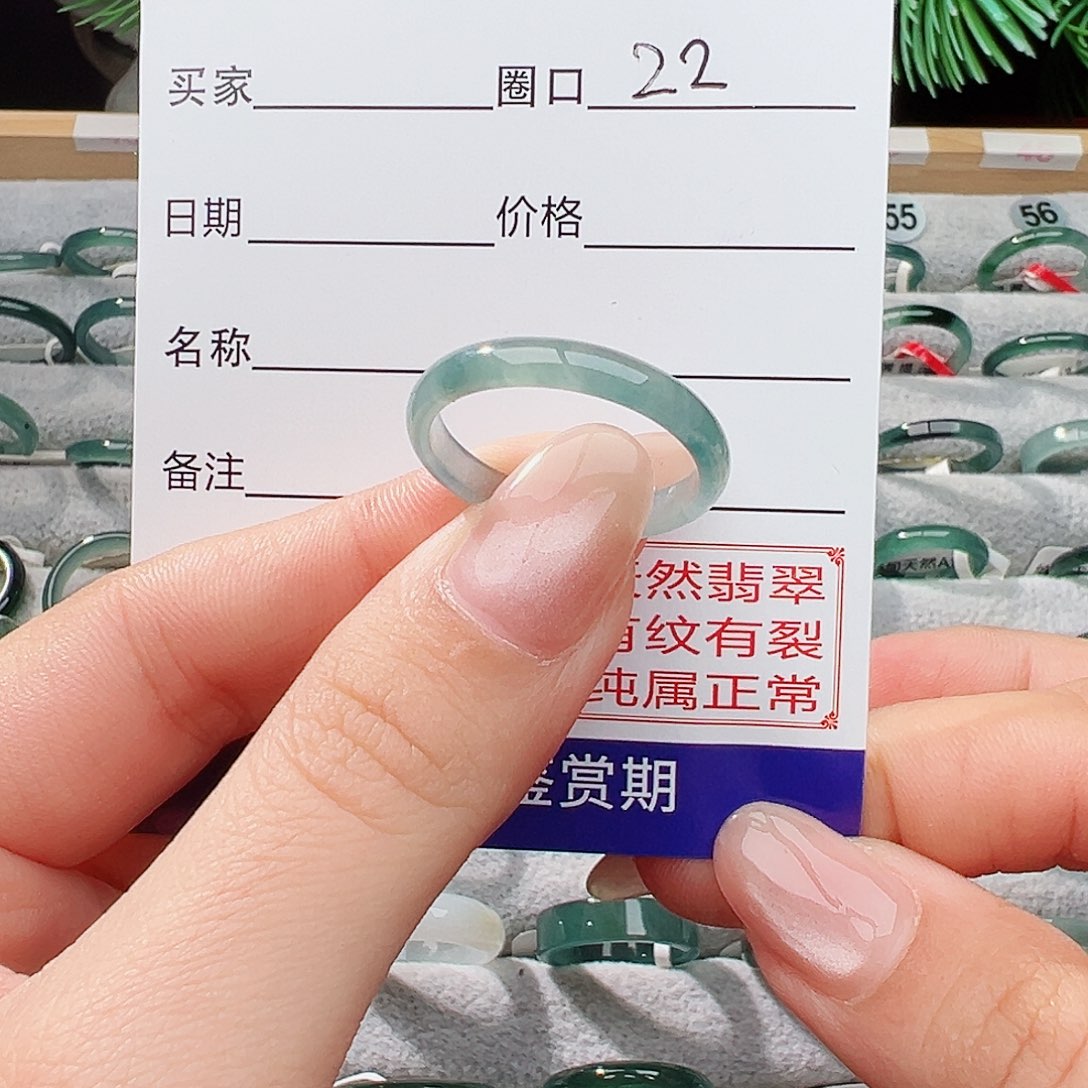 买家 圈口 22
日期 价格
名称
备注
然翡翠
纹有裂
纯属正常
鉴赏期
55
56